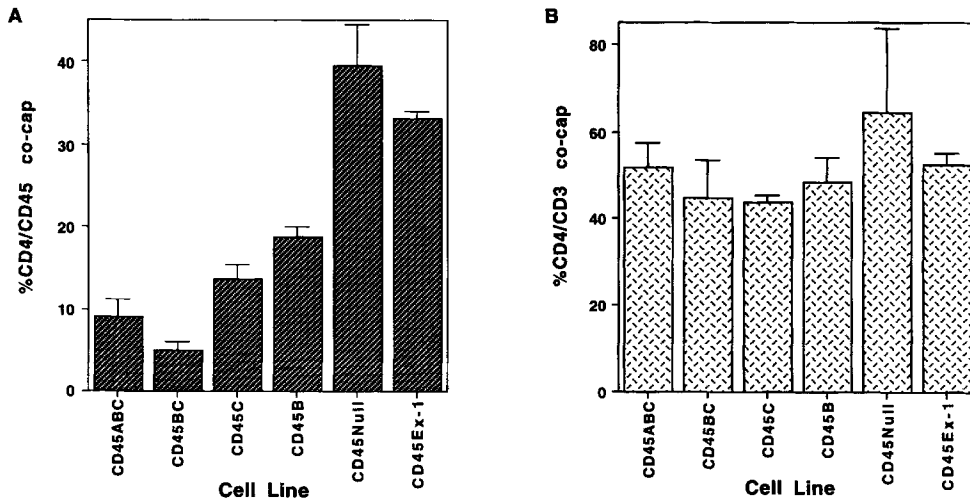 A
%CD4/CD45 co-cap
40
30
20
10
0
CD45ABC
CD45BC
CD45C
CD45B
CD45Null
CD45Ex-1
Cell Line
B
%CD4/CD3 co-cap
80
60
40
20
0
CD45ABC
CD45BC
CD45C
CD45B
CD45Null
CD45Ex-1
Cell Line